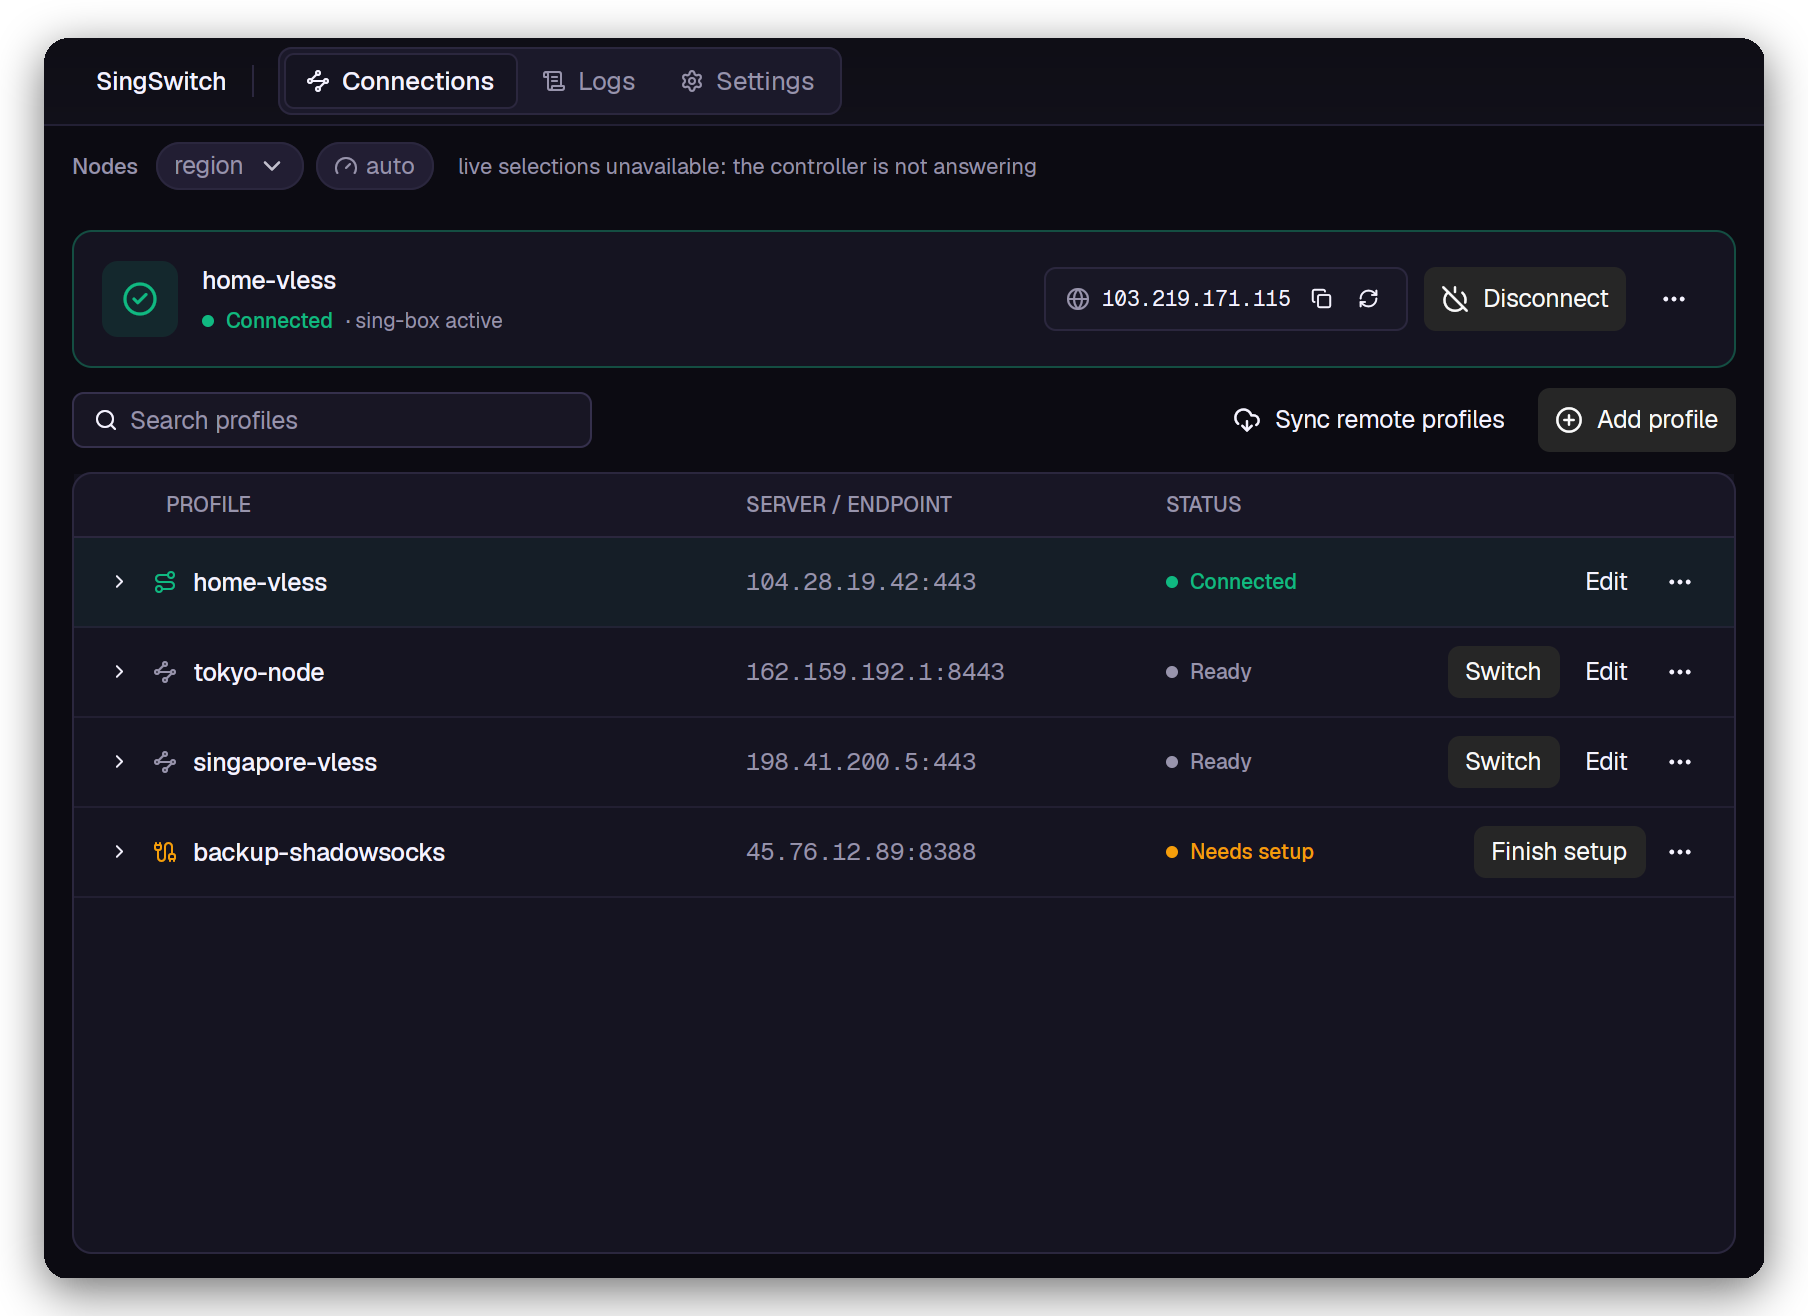 SingSwitch Connections Logs Settings
Nodes region auto live selections unavailable: the controller is not answering
home-vless
Connected · sing-box active
103.219.171.115 Disconnect
Search profiles Sync remote profiles Add profile
PROFILE SERVER / ENDPOINT STATUS
home-vless 104.28.19.42:443 Connected Edit
tokyo-node 162.159.192.1:8443 Ready Switch Edit
singapore-vless 198.41.200.5:443 Ready Switch Edit
backup-shadowsocks 45.76.12.89:8388 Needs setup Finish setup